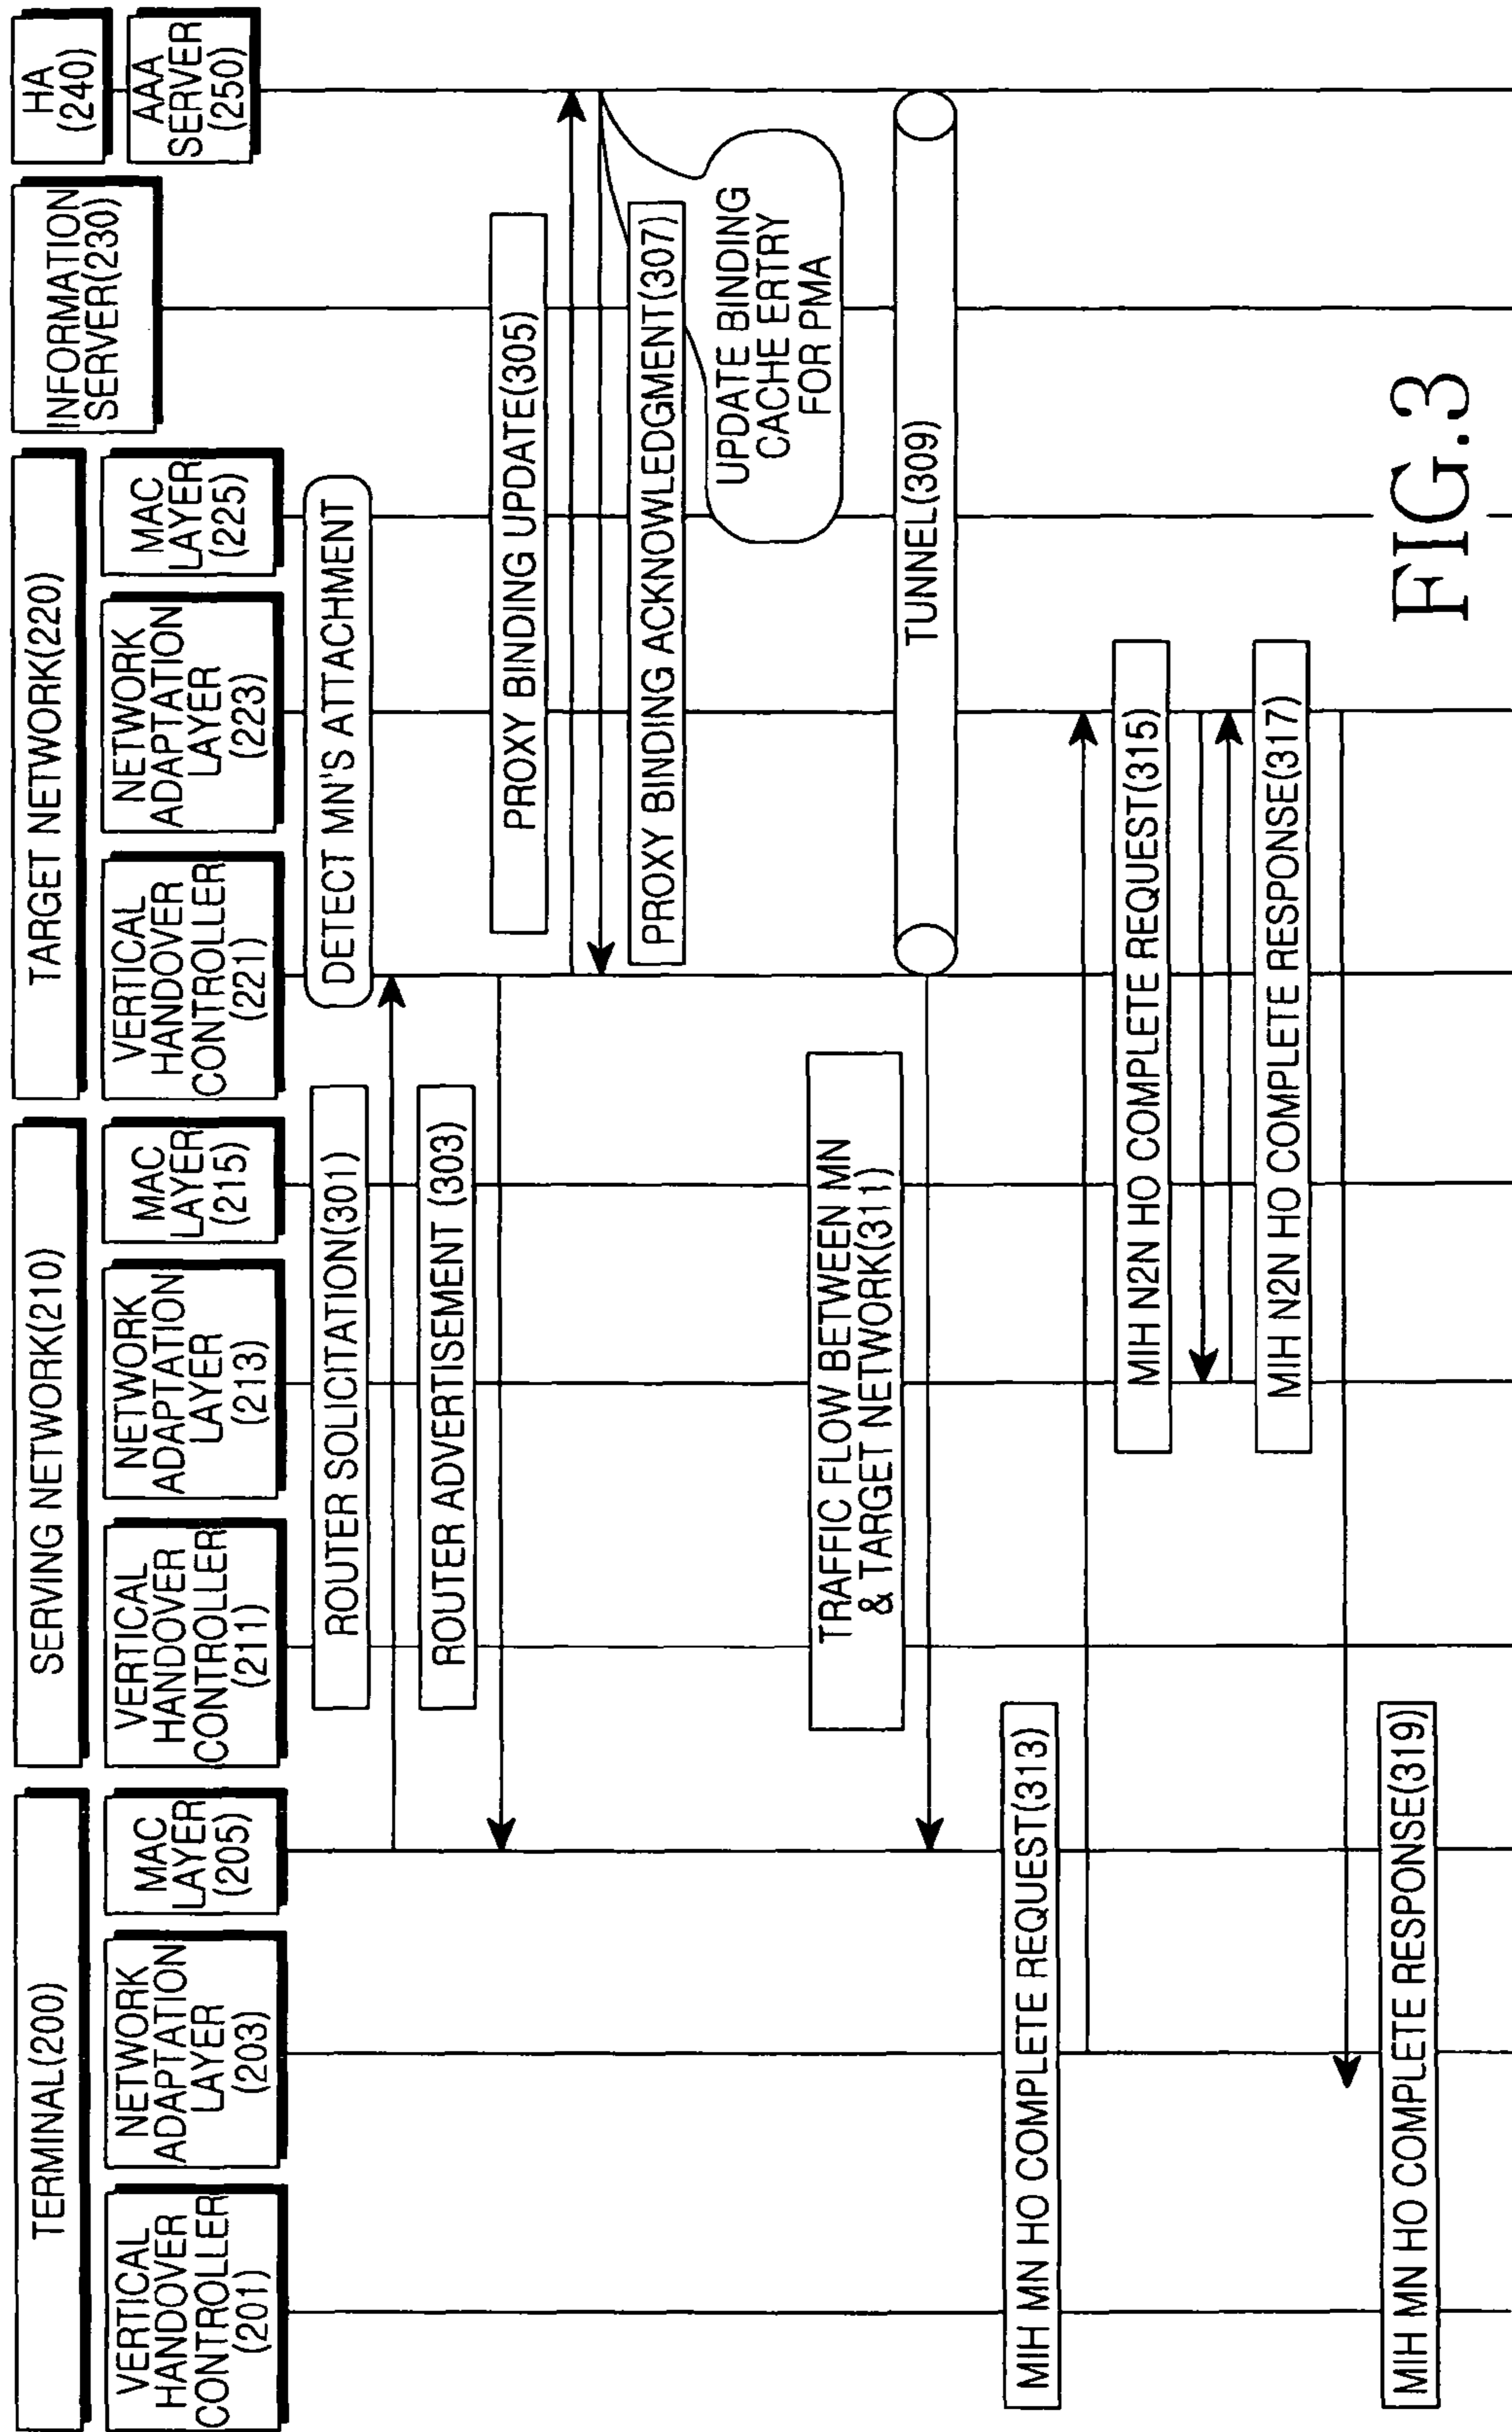 TERMINAL(200)
SERVING NETWORK(210)
TARGET NETWORK(220)
INFORMATION
SERVER(230)
HA
(240)
AAA
SERVER
(250)
VERTICAL
HANDOVER
CONTROLLER
(201)
NETWORK
ADAPTATION
LAYER
(203)
MAC
LAYER
(205)
VERTICAL
HANDOVER
CONTROLLER
(211)
NETWORK
ADAPTATION
LAYER
(213)
MAC
LAYER
(215)
VERTICAL
HANDOVER
CONTROLLER
(221)
NETWORK
ADAPTATION
LAYER
(223)
MAC
LAYER
(225)
ROUTER SOLICITATION(301)
DETECT MN'S ATTACHMENT
ROUTER ADVERTISEMENT (303)
PROXY BINDING UPDATE(305)
PROXY BINDING ACKNOWLEDGMENT(307)
UPDATE BINDING
CACHE ERTRY
FOR PMA
TRAFFIC FLOW BETWEEN MN
& TARGET NETWORK(311)
TUNNEL(309)
MIH MN HO COMPLETE REQUEST(313)
MIH N2N HO COMPLETE REQUEST(315)
MIH N2N HO COMPLETE RESPONSE(317)
MIH MN HO COMPLETE RESPONSE(319)
FIG.3